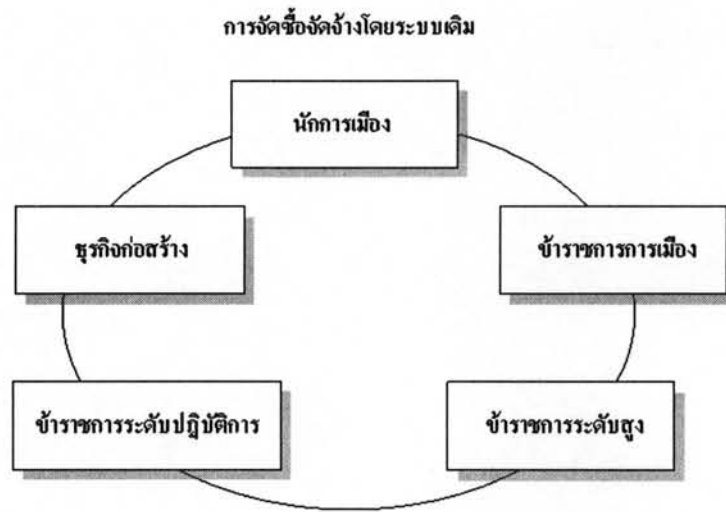 การจัดซื้อจัดจ้างโดยระบบเดิม
นักการเมือง
ธุรกิจก่อสร้าง
ข้าราชการการเมือง
ข้าราชการระดับปฏิบัติการ
ข้าราชการระดับสูง